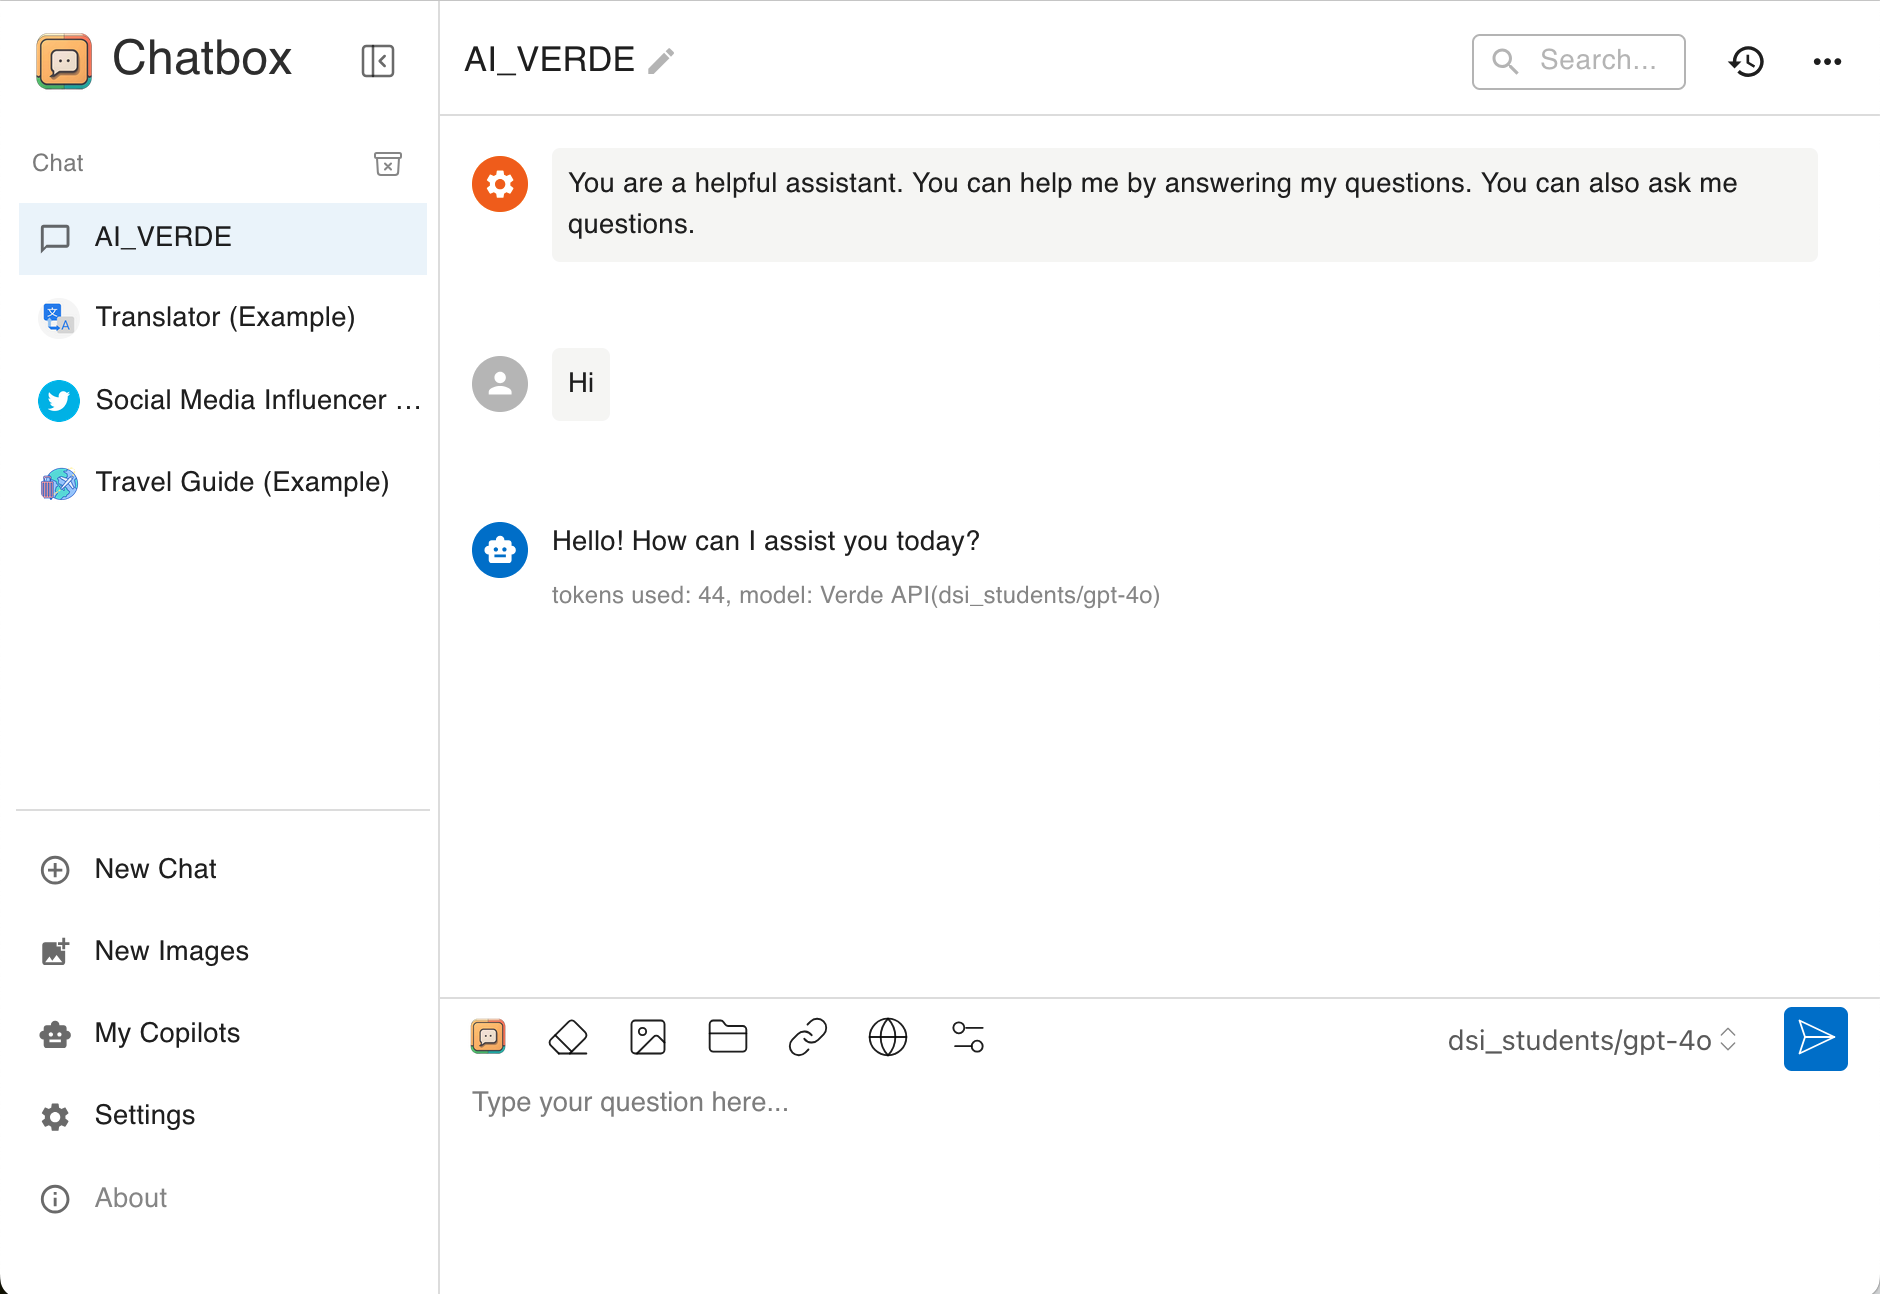 Chatbox
Chat
AI_VERDE
Translator (Example)
Social Media Influencer ...
Travel Guide (Example)
New Chat
New Images
My Copilots
Settings
About
AI_VERDE
Search...
You are a helpful assistant. You can help me by answering my questions. You can also ask me
questions.
Hi
Hello! How can I assist you today?
tokens used: 44, model: Verde API(dsi_students/gpt-4o)
dsi_students/gpt-4o
Type your question here...